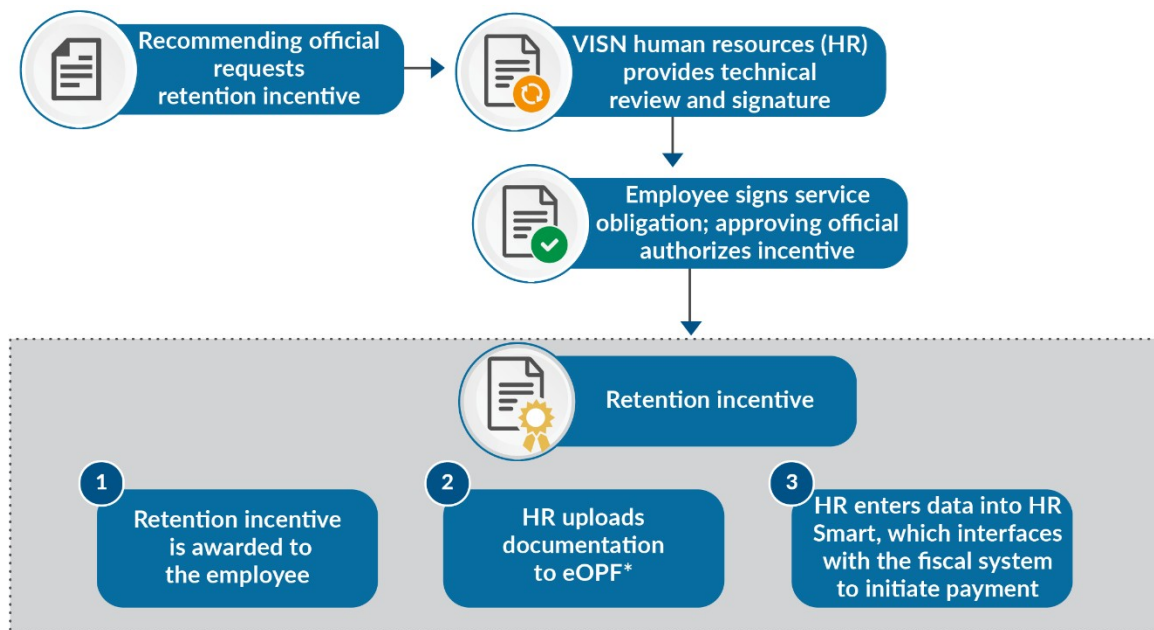 Recommending official
requests
retention incentive
VISN human resources (HR)
provides technical
review and signature
Employee signs service
obligation; approving official
authorizes incentive
Retention incentive
1
Retention incentive
is awarded to
the employee
2
HR uploads
documentation
to eOPF*
3
HR enters data into HR
Smart, which interfaces
with the fiscal system
to initiate payment